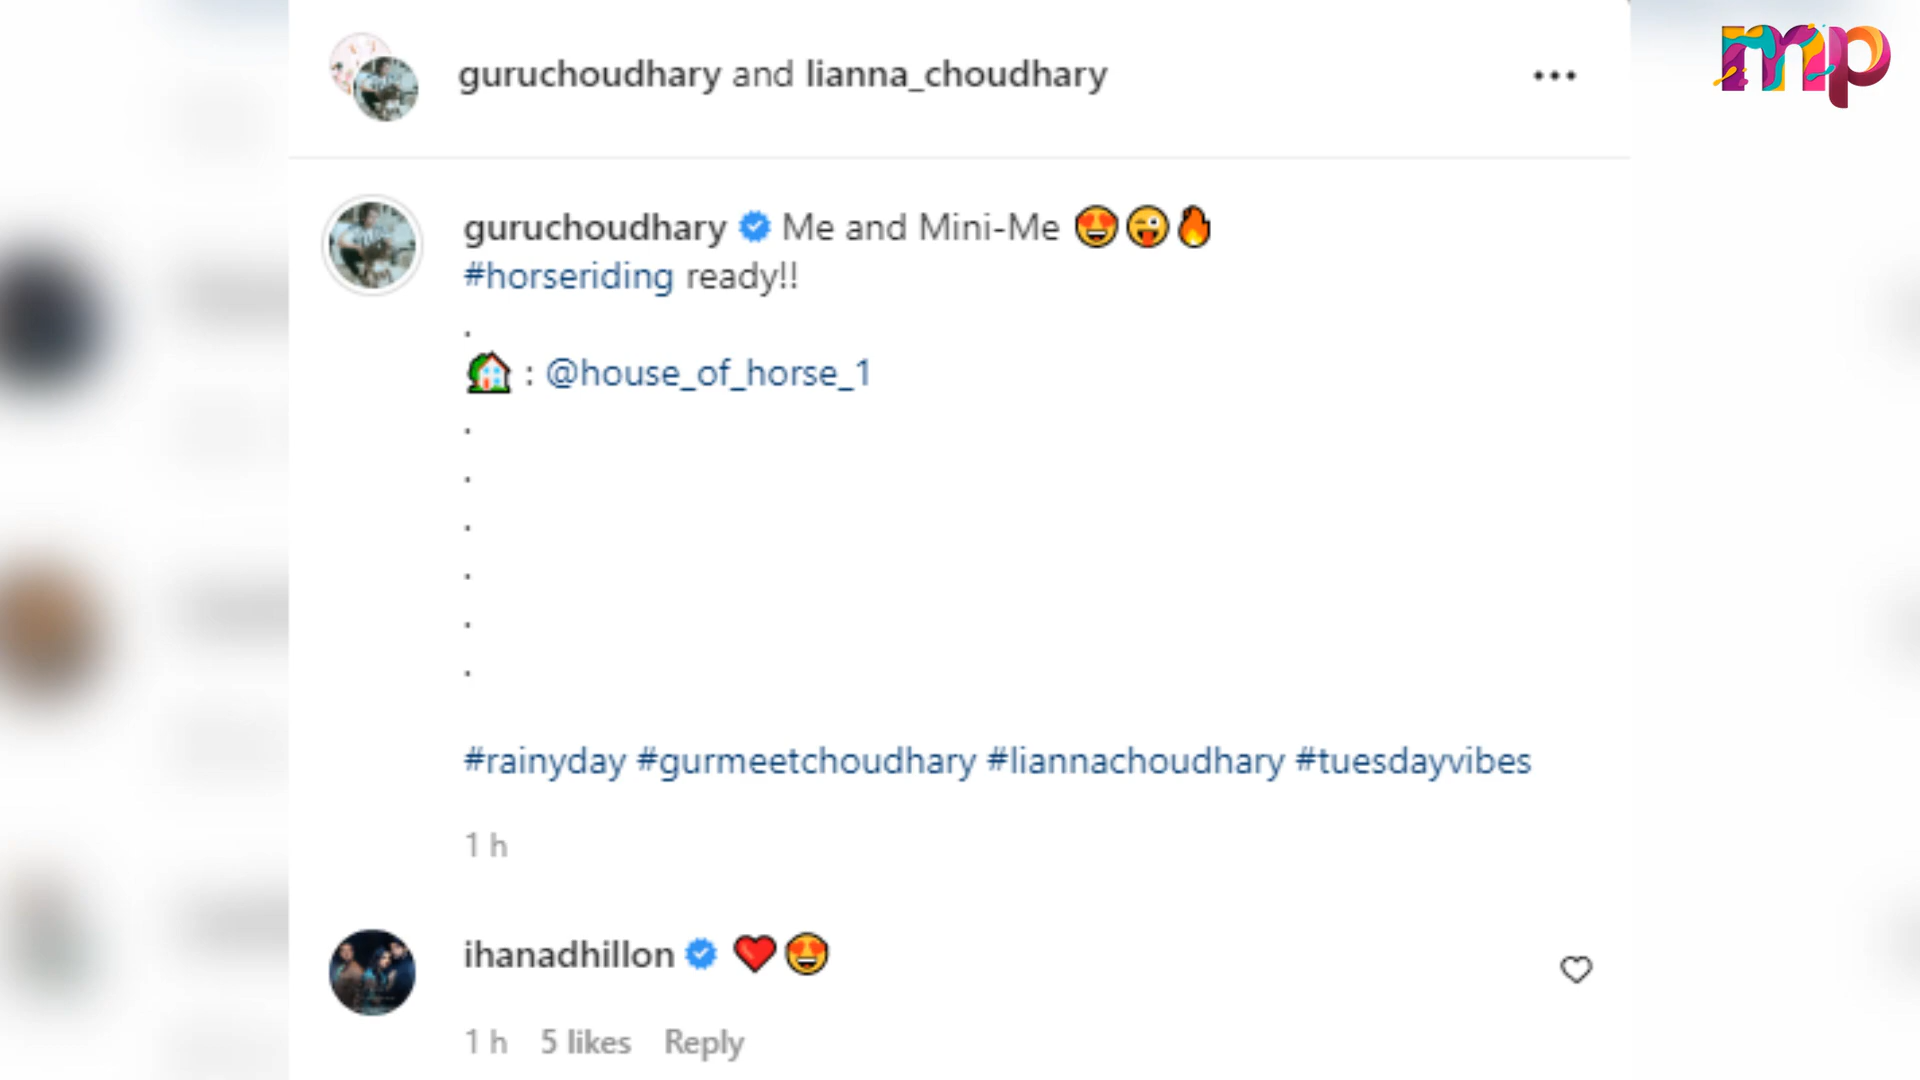 guruchoudhary and lianna_choudhary
mp
guruchoudhary Me and Mini-Me 😍😜🔥
#horseriding ready!!
.
🏡 : @house_of_horse_1
.
.
.
.
.
.
#rainyday #gurmeetchoudhary #liannachoudhary #tuesdayvibes
1 h
ihanadhillon ❤️😍
1 h 5 likes Reply